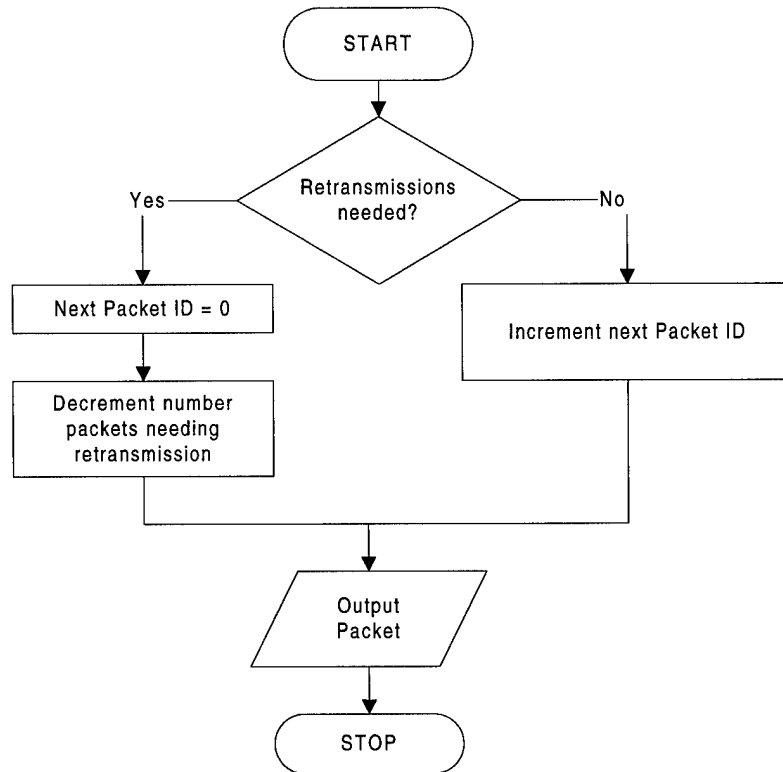 START
Retransmissions
needed?
Yes
No
Next Packet ID = 0
Increment next Packet ID
Decrement number
packets needing
retransmission
Output
Packet
STOP